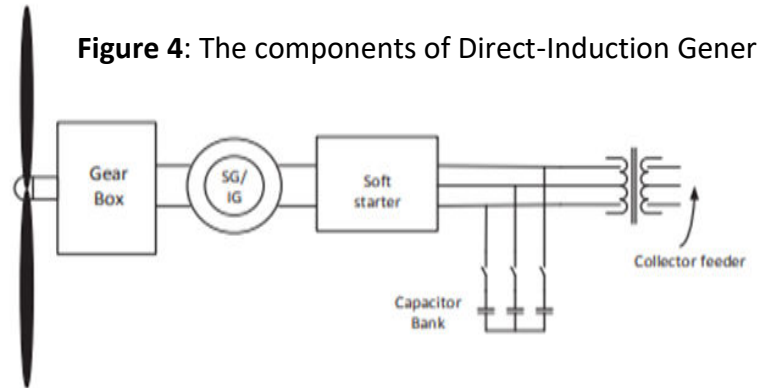 Figure 4: The components of Direct-Induction Gener
Gear
Box
SG/
IG
Soft
starter
Collector feeder
Capacitor
Bank